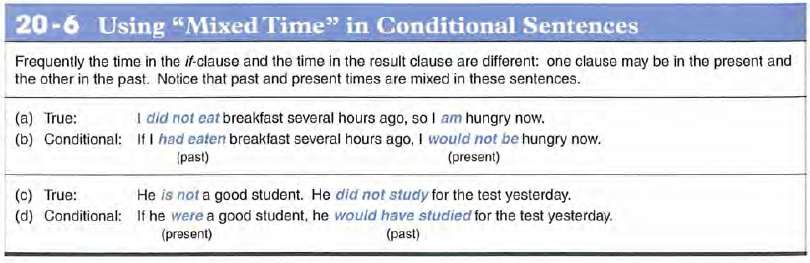 20-6 Using “Mixed Time” in Conditional Sentences
Frequently the time in the if-clause and the time in the result clause are different: one clause may be in the present and
the other in the past. Notice that past and present times are mixed in these sentences.
(a) True: I did not eat breakfast several hours ago, so I am hungry now.
(b) Conditional: If I had eaten breakfast several hours ago, I would not be hungry now.
(past) (present)
(c) True: He is not a good student. He did not study for the test yesterday.
(d) Conditional: If he were a good student, he would have studied for the test yesterday.
(present) (past)